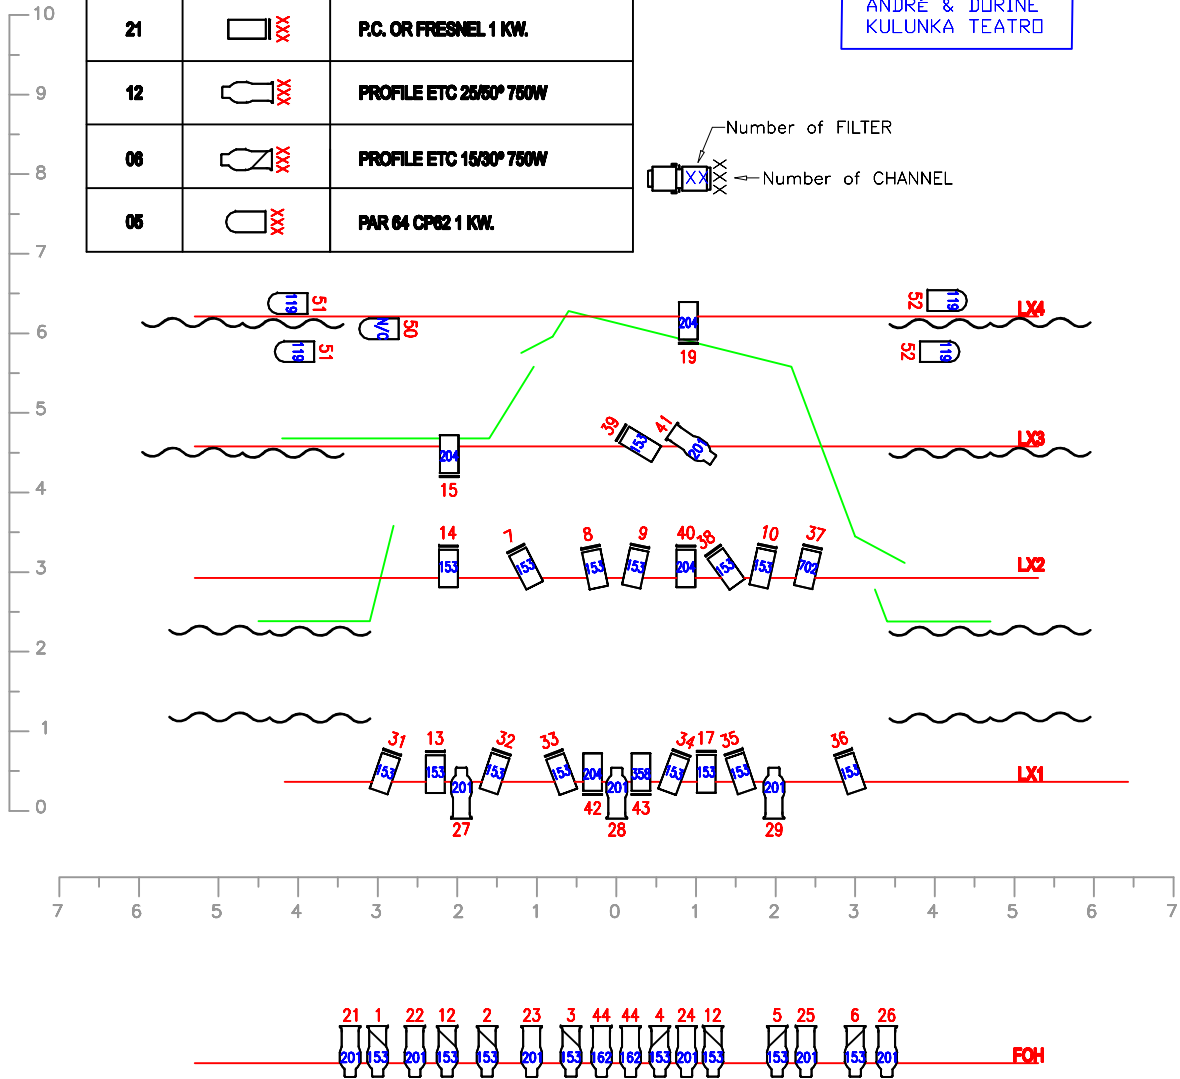 ANDRÉ & DORINE
KULUNKA TEATRO
21 XXX P.C. OR FRESNEL 1 KW.
12 XXX PROFILE ETC 25/50º 750W
06 XXX PROFILE ETC 15/30º 750W
05 XXX PAR 64 CP62 1 KW.
Number of FILTER
XX XXX Number of CHANNEL
10
9
8
7
6
5
4
3
2
1
0
119 51 52 119 LX4
N/C 50 204
119 51 19 52 119
39 41 LX3
204 153 201
15
14 7 8 9 40 38 10 37
153 153 153 153 204 153 153 702 LX2
31 13 32 33 34 17 35 36
153 153 153 153 204 358 153 153 153 153 LX1
201 201 201
42 43
27 28 29
7 6 5 4 3 2 1 0 1 2 3 4 5 6 7
21 1 22 12 2 23 3 44 44 4 24 12 5 25 6 26
201 153 201 153 153 201 153 162 162 153 201 153 153 201 153 201 FOH